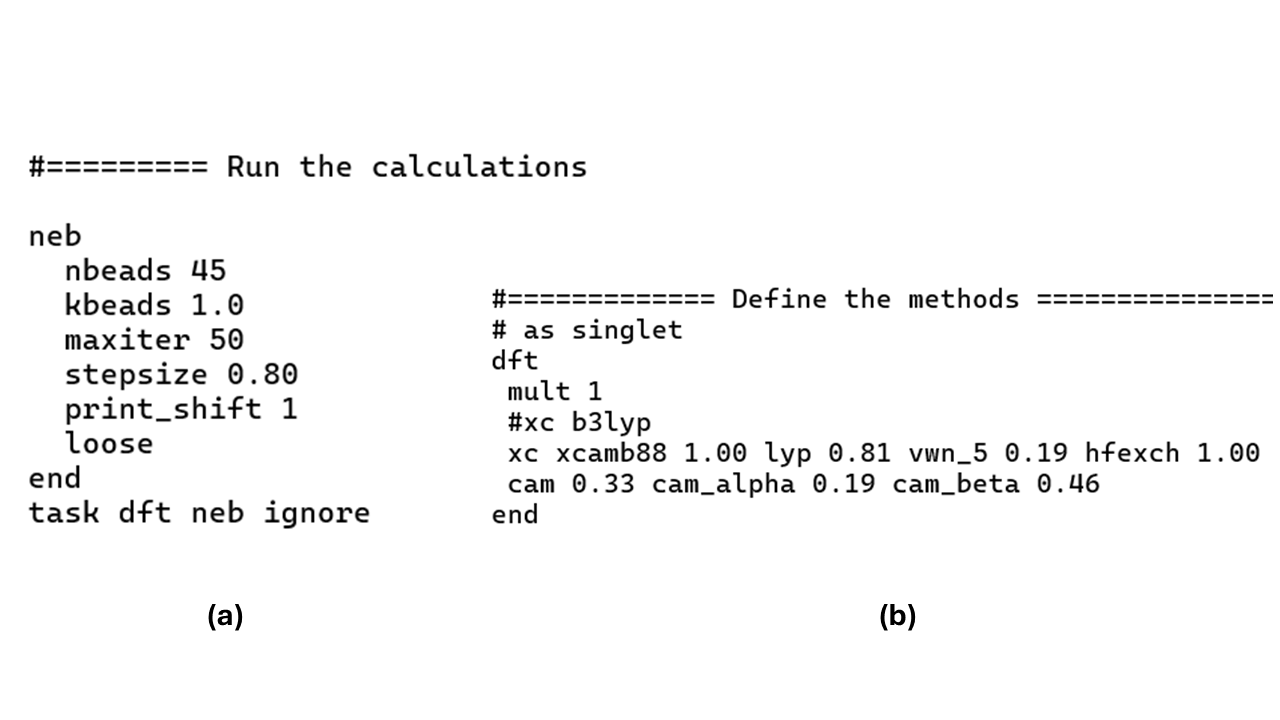 #========= Run the calculations
neb
nbeads 45
kbeads 1.0
maxiter 50
stepsize 0.80
print_shift 1
loose
end
task dft neb ignore
(a)
#============= Define the methods ===============
# as singlet
dft
mult 1
#xc b3lyp
xc xcamb88 1.00 lyp 0.81 vwn_5 0.19 hfexch 1.00
cam 0.33 cam_alpha 0.19 cam_beta 0.46
end
(b)